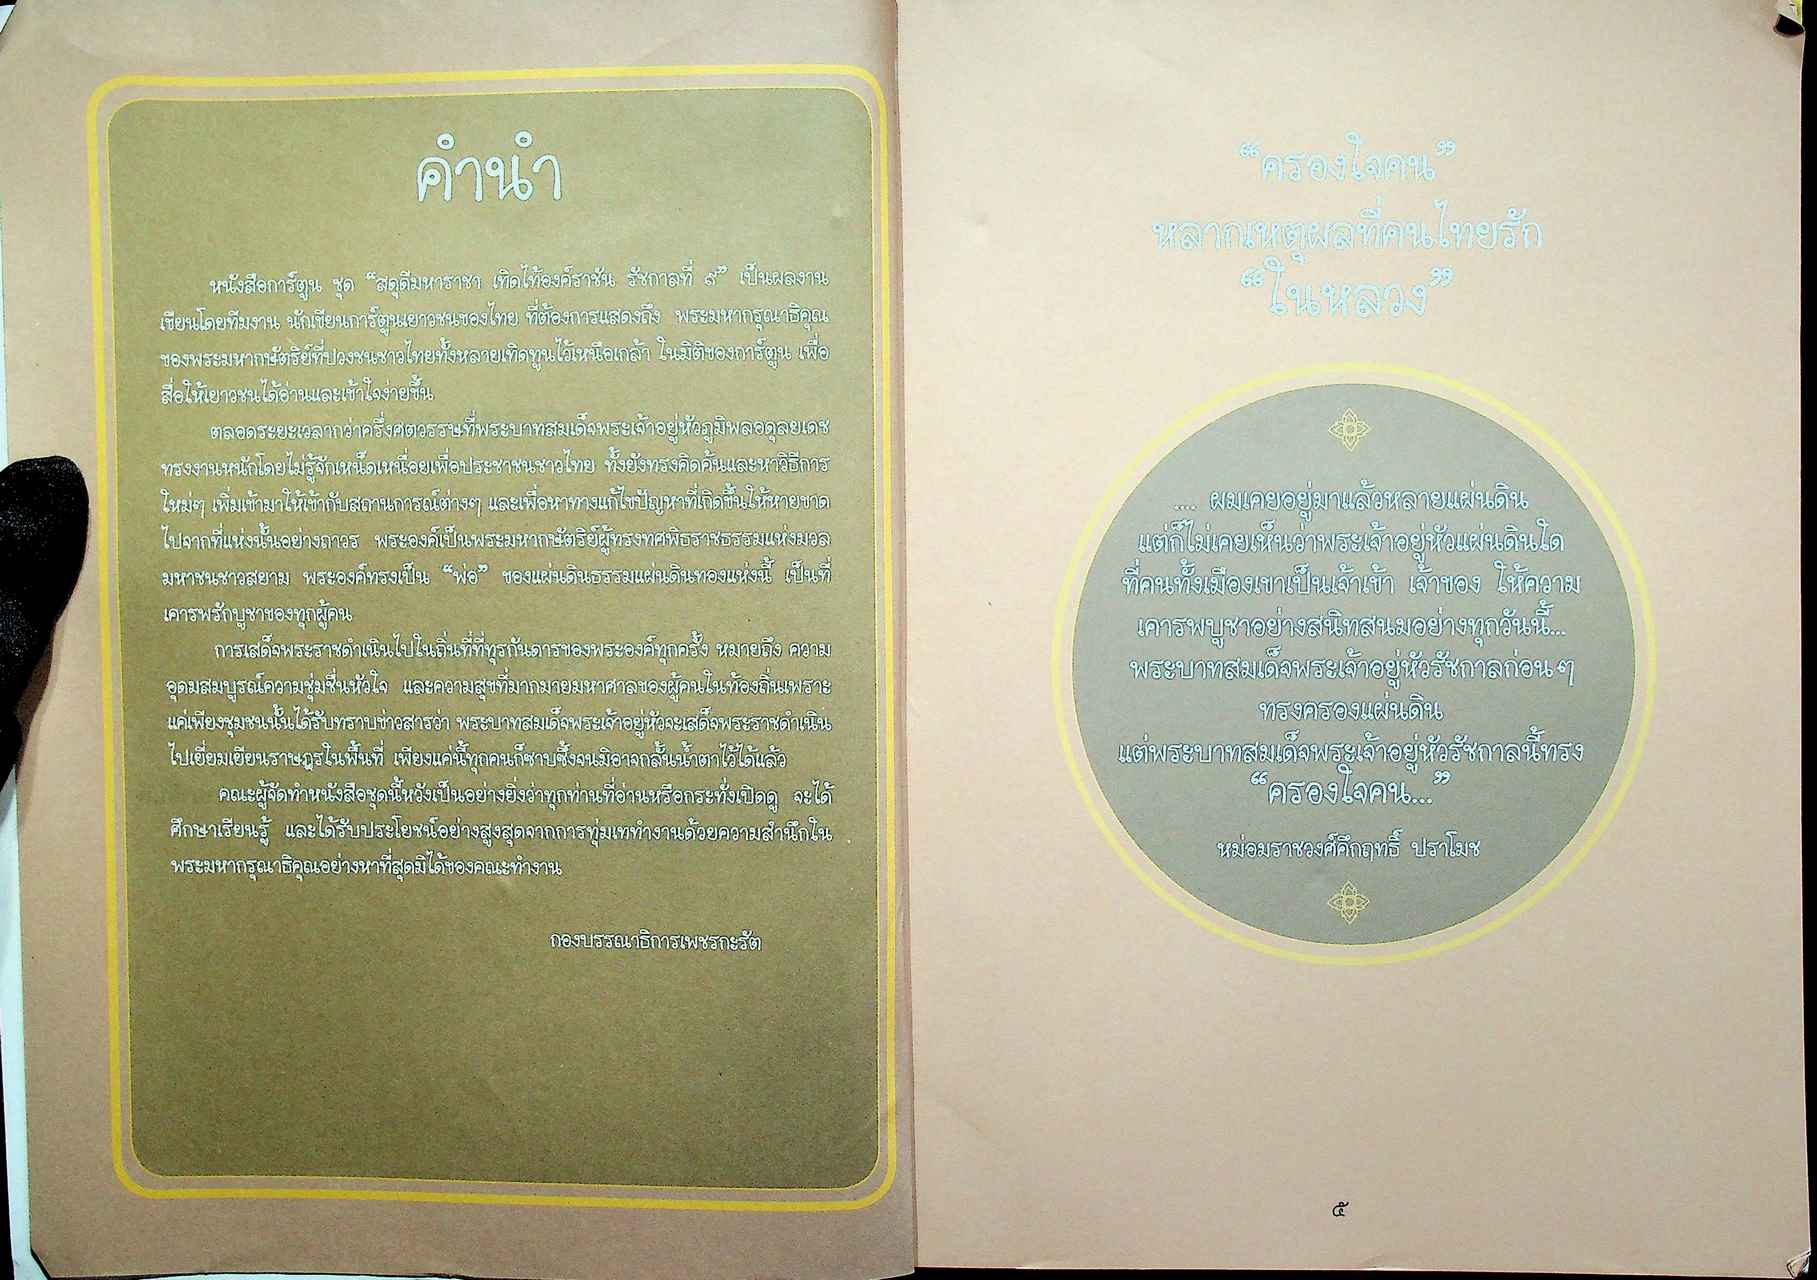 คำนำ
หนังสือการ์ตูน ชุด “สดุดีมหาราชา เทิดไท้องค์ราชัน รัชกาลที่ ๙” เป็นผลงาน
เขียนโดยทีมงาน นักเขียนการ์ตูนเยาวชนของไทย ที่ต้องการแสดงถึง พระมหากรุณาธิคุณ
ของพระมหากษัตริย์ที่ปวงชนชาวไทยทั้งหลายเทิดทูนไว้เหนือเกล้า ในมิติของการ์ตูน เพื่อ
สื่อให้เยาวชนได้อ่านและเข้าใจง่ายขึ้น
ตลอดระยะเวลากว่าครึ่งศตวรรษที่พระบาทสมเด็จพระเจ้าอยู่หัวภูมิพลอดุลยเดช
ทรงงานหนักโดยไม่รู้จักเหน็ดเหนื่อยเพื่อประชาชนชาวไทย ทั้งยังทรงคิดค้นและหาวิธีการ
ใหม่ๆ เพิ่มเข้ามาให้เข้ากับสถานการณ์ต่างๆ และเพื่อหาทางแก้ไขปัญหาที่เกิดขึ้นให้หายขาด
ไปจากที่แห่งนั้นอย่างถาวร พระองค์เป็นพระมหากษัตริย์ผู้ทรงทศพิธราชธรรมแห่งมวล
มหาชนชาวสยาม พระองค์ทรงเป็น “พ่อ” ของแผ่นดินธรรมแผ่นดินทองแห่งนี้ เป็นที่
เคารพรักบูชาของทุกผู้คน
การเสด็จพระราชดำเนินไปในถิ่นที่ที่ทุรกันดารของพระองค์ทุกครั้ง หมายถึง ความ
อุดมสมบูรณ์ความชุ่มชื่นหัวใจ และความสุขที่มากมายมหาศาลของผู้คนในท้องถิ่นเพราะ
แค่เพียงชุมชนนั้นได้รับทราบข่าวสารว่า พระบาทสมเด็จพระเจ้าอยู่หัวจะเสด็จพระราชดำเนิน
ไปเยี่ยมเยียนราษฎรในพื้นที่ เพียงแค่นี้ทุกคนก็ซาบซึ้งจนมิอาจกลั้นน้ำตาไว้ได้แล้ว
คณะผู้จัดทำหนังสือชุดนี้หวังเป็นอย่างยิ่งว่าทุกท่านที่อ่านหรือกระทั่งเปิดดู จะได้
ศึกษาเรียนรู้ และได้รับประโยชน์อย่างสูงสุดจากการทุ่มเททำงานด้วยความสำนึกใน
พระมหากรุณาธิคุณอย่างหาที่สุดมิได้ของคณะทำงาน
กองบรรณาธิการเพชรกะรัต
“ครองใจคน”
หลากเหตุผลที่คนไทยรัก
“ในหลวง”
.... ผมเคยอยู่มาแล้วหลายแผ่นดิน
แต่ก็ไม่เคยเห็นว่าพระเจ้าอยู่หัวแผ่นดินใด
ที่คนทั้งเมืองเขาเป็นเจ้าเข้า เจ้าของ ให้ความ
เคารพบูชาอย่างสนิทสนมอย่างทุกวันนี้...
พระบาทสมเด็จพระเจ้าอยู่หัวรัชกาลก่อนๆ
ทรงครองแผ่นดิน
แต่พระบาทสมเด็จพระเจ้าอยู่หัวรัชกาลนี้ทรง
“ครองใจคน...”
หม่อมราชวงศ์คึกฤทธิ์ ปราโมช
๕